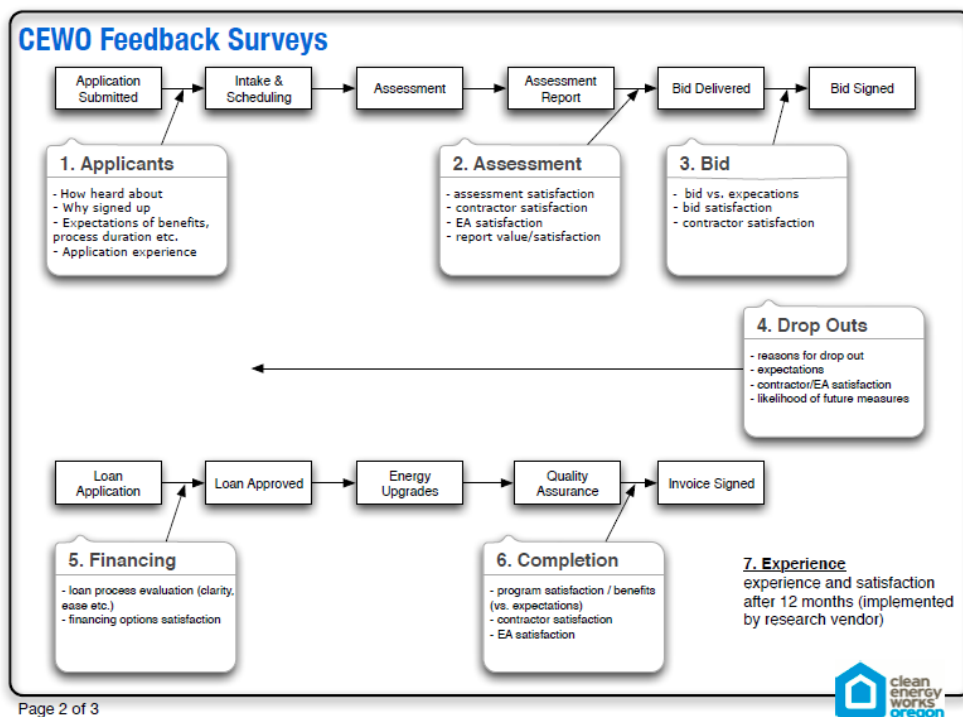 CEWO Feedback Surveys
Application
Submitted
Intake &
Scheduling
Assessment
Assessment
Report
Bid Delivered
Bid Signed
1. Applicants
- How heard about
- Why signed up
- Expectations of benefits,
process duration etc.
- Application experience
2. Assessment
- assessment satisfaction
- contractor satisfaction
- EA satisfaction
- report value/satisfaction
3. Bid
- bid vs. expecations
- bid satisfaction
- contractor satisfaction
4. Drop Outs
- reasons for drop out
- expectations
- contractor/EA satisfaction
- likelihood of future measures
Loan
Application
Loan Approved
Energy
Upgrades
Quality
Assurance
Invoice Signed
5. Financing
- loan process evaluation (clarity,
ease etc.)
- financing options satisfaction
6. Completion
- program satisfaction / benefits
(vs. expectations)
- contractor satisfaction
- EA satisfaction
7. Experience
experience and satisfaction
after 12 months (implemented
by research vendor)
clean
energy
works
oregon
Page 2 of 3